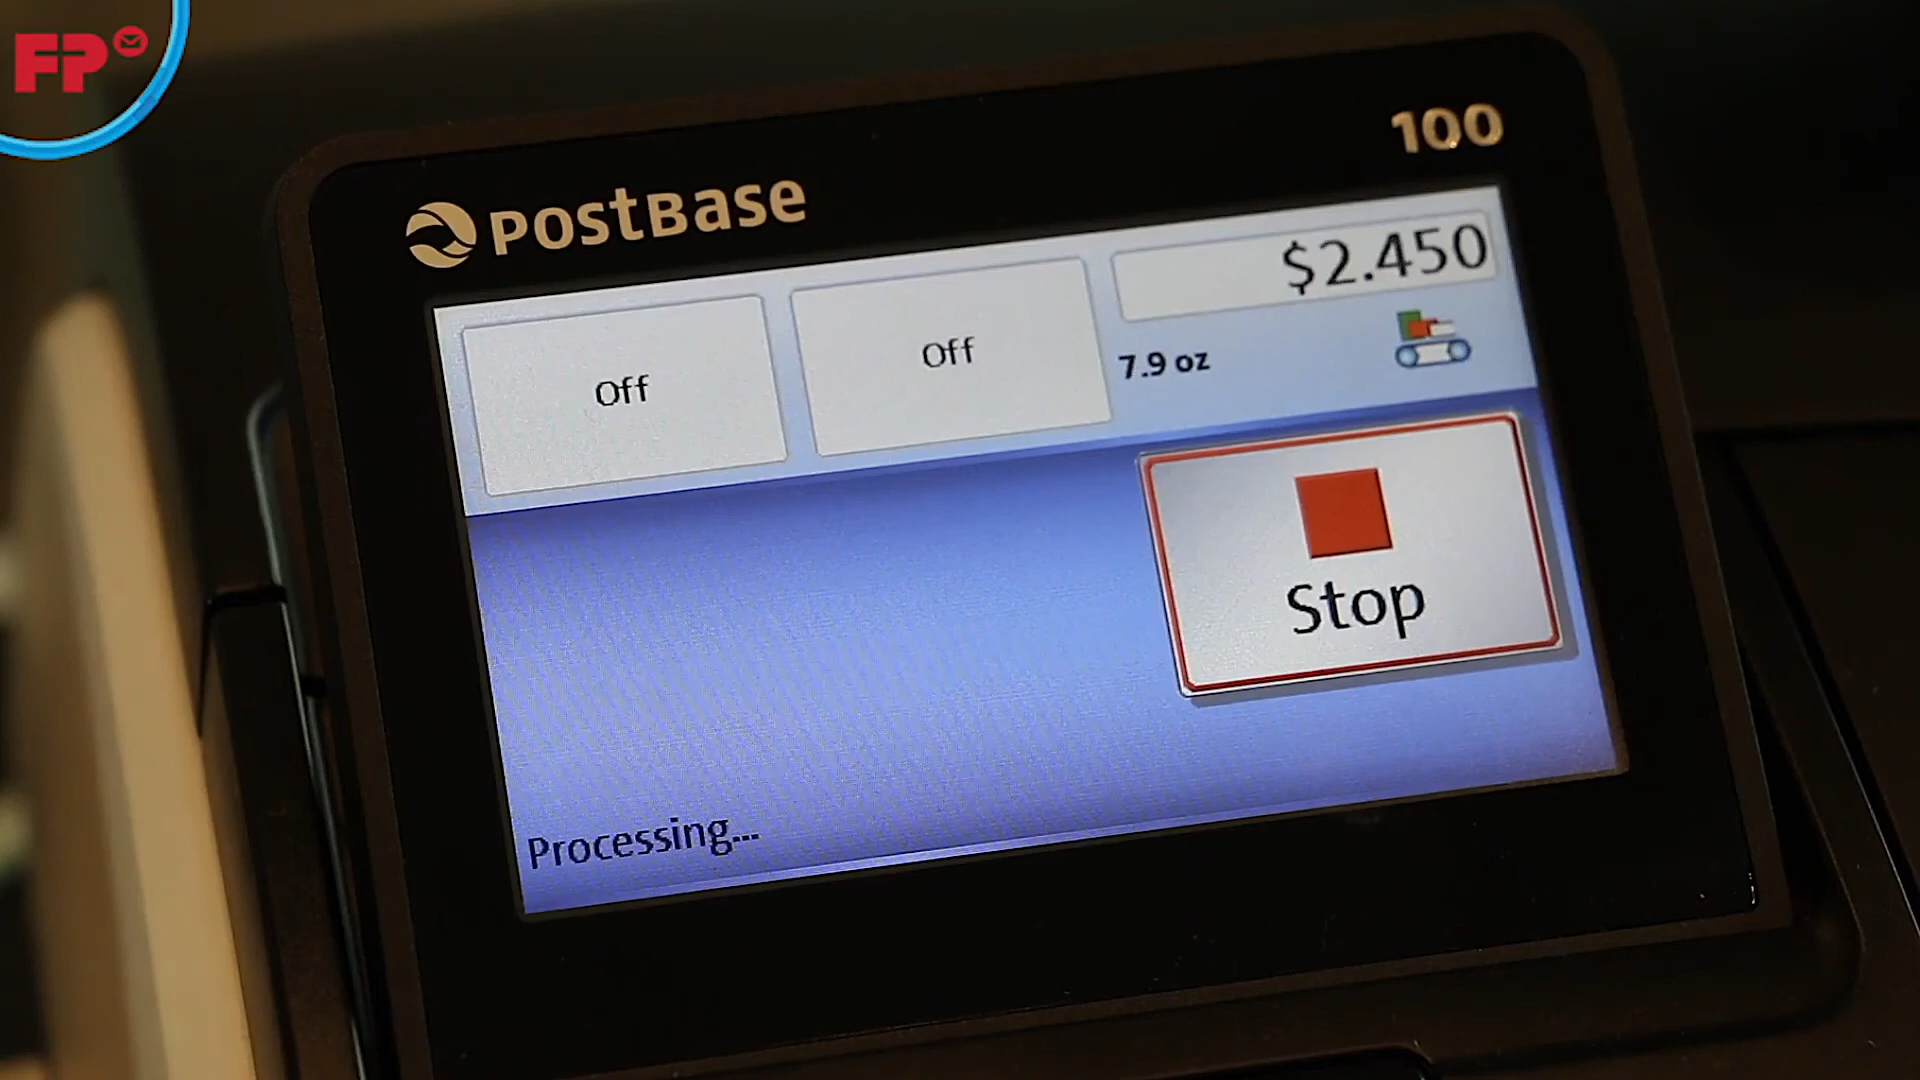 FP
100
PostBase
$2.450
Off
Off
7.9 oz
Stop
Processing...